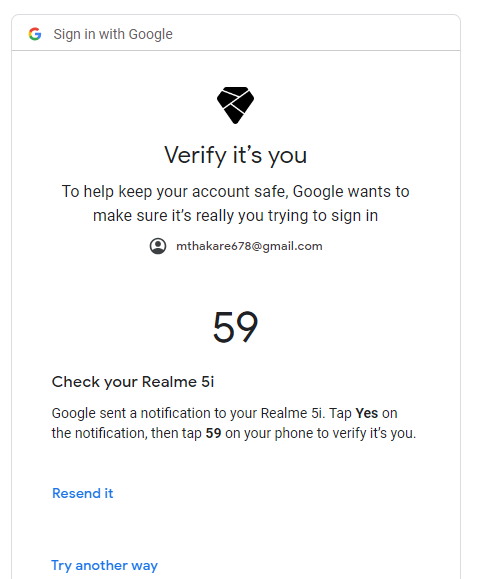 Sign in with Google
Verify it's you
To help keep your account safe, Google wants to
make sure it's really you trying to sign in
mthakare678@gmail.com
59
Check your Realme 5i
Google sent a notification to your Realme 5i. Tap Yes on
the notification, then tap 59 on your phone to verify it's you.
Resend it
Try another way